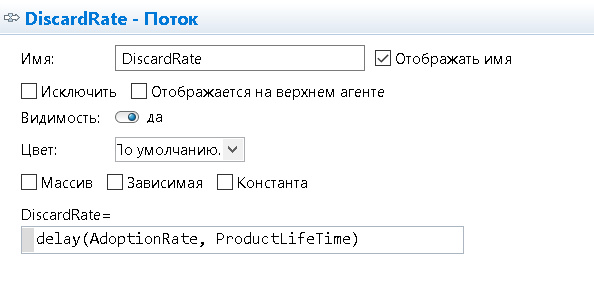 DiscardRate - Поток
Имя: DiscardRate Отображать имя
Исключить Отображается на верхнем агенте
Видимость: да
Цвет: По умолчанию.
Массив Зависимая Константа
DiscardRate=
delay(AdoptionRate, ProductLifeTime)